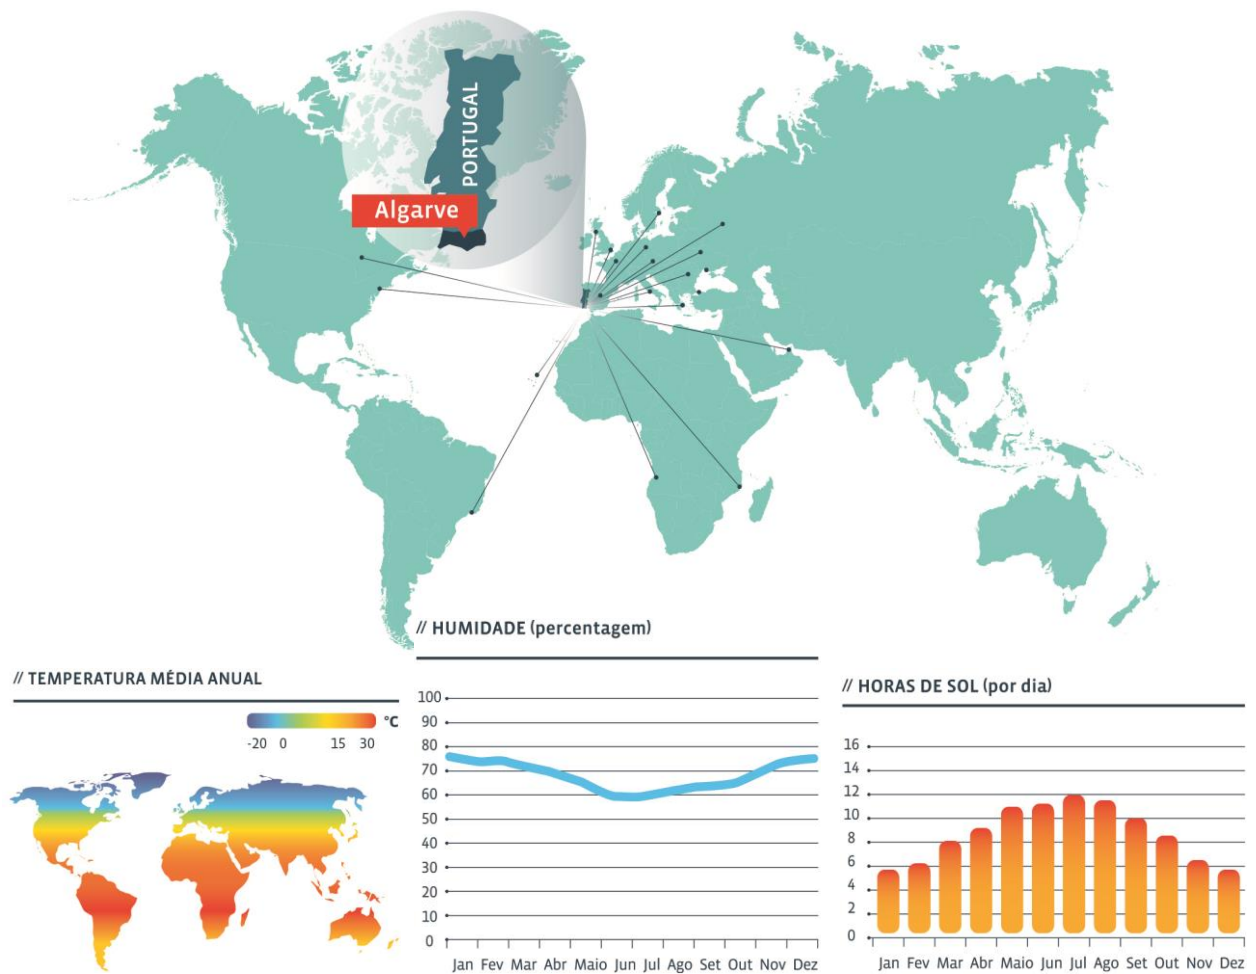 PORTUGAL
Algarve
// TEMPERATURA MÉDIA ANUAL
°C
-20 0 15 30
// HUMIDADE (percentagem)
100
90
80
70
60
50
40
30
20
10
0
Jan Fev Mar Abr Maio Jun Jul Ago Set Out Nov Dez
// HORAS DE SOL (por dia)
16
14
12
10
8
6
4
2
0
Jan Fev Mar Abr Maio Jun Jul Ago Set Out Nov Dez